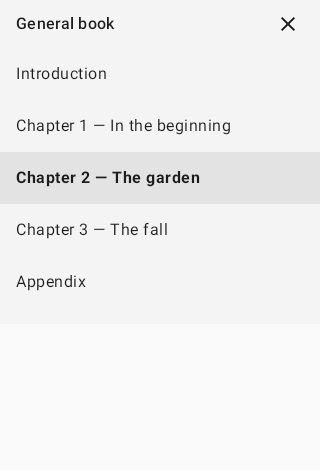 General book
Introduction
Chapter 1 — In the beginning
Chapter 2 — The garden
Chapter 3 — The fall
Appendix